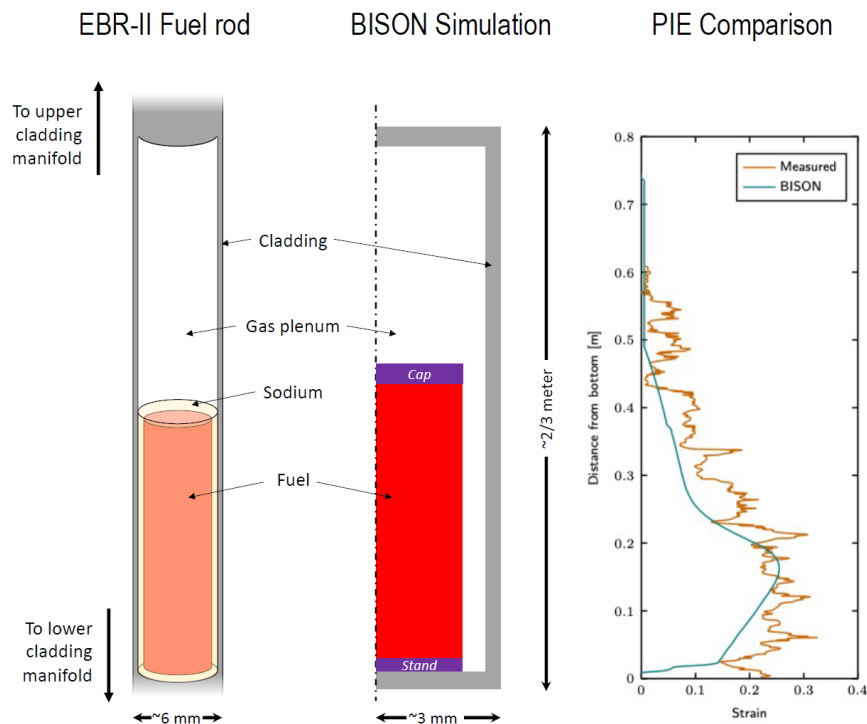 EBR-II Fuel rod
BISON Simulation
PIE Comparison
To upper
cladding
manifold
Cladding
Gas plenum
Sodium
Fuel
To lower
cladding
manifold
~6 mm
Cap
Stand
~3 mm
~2/3 meter
Measured
BISON
Distance from bottom [m]
0.8
0.7
0.6
0.5
0.4
0.3
0.2
0.1
0
0
0.1
0.2
0.3
0.4
Strain